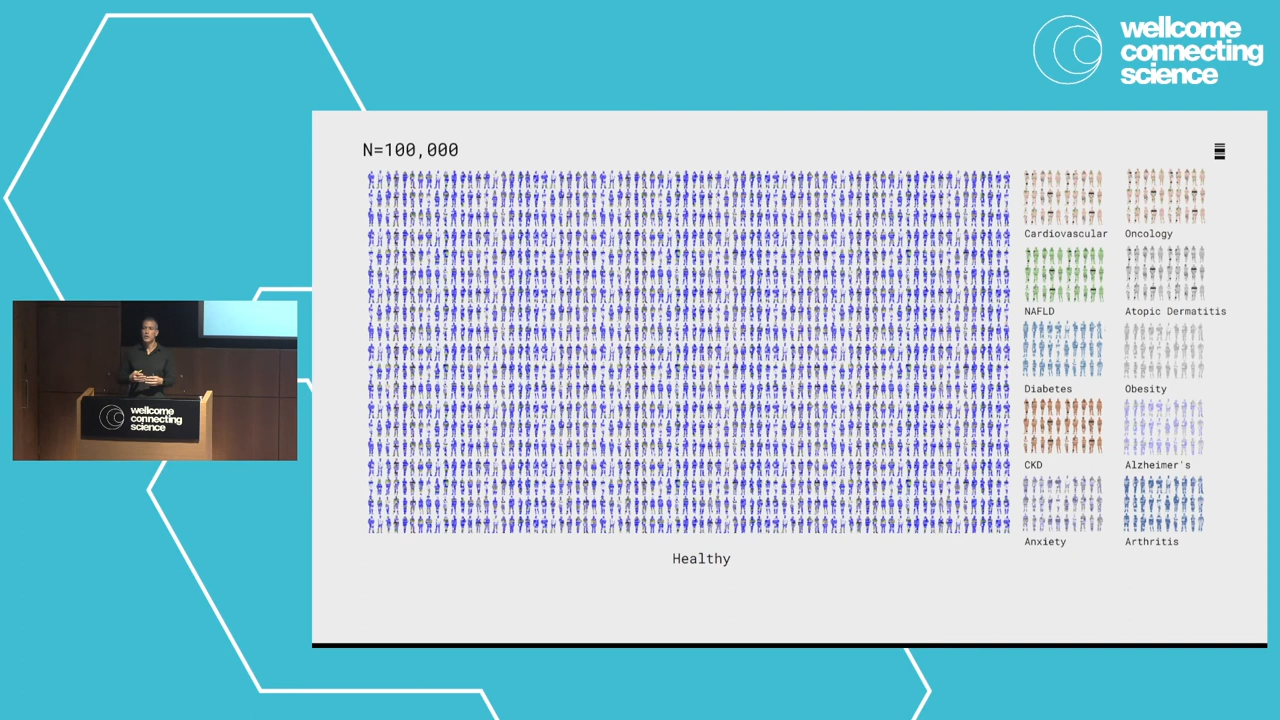 wellcome
connecting
science
N=100,000
Cardiovascular
Oncology
NAFLD
Atopic Dermatitis
Diabetes
Obesity
CKD
Alzheimer's
Anxiety
Arthritis
Healthy
wellcome
connecting
science